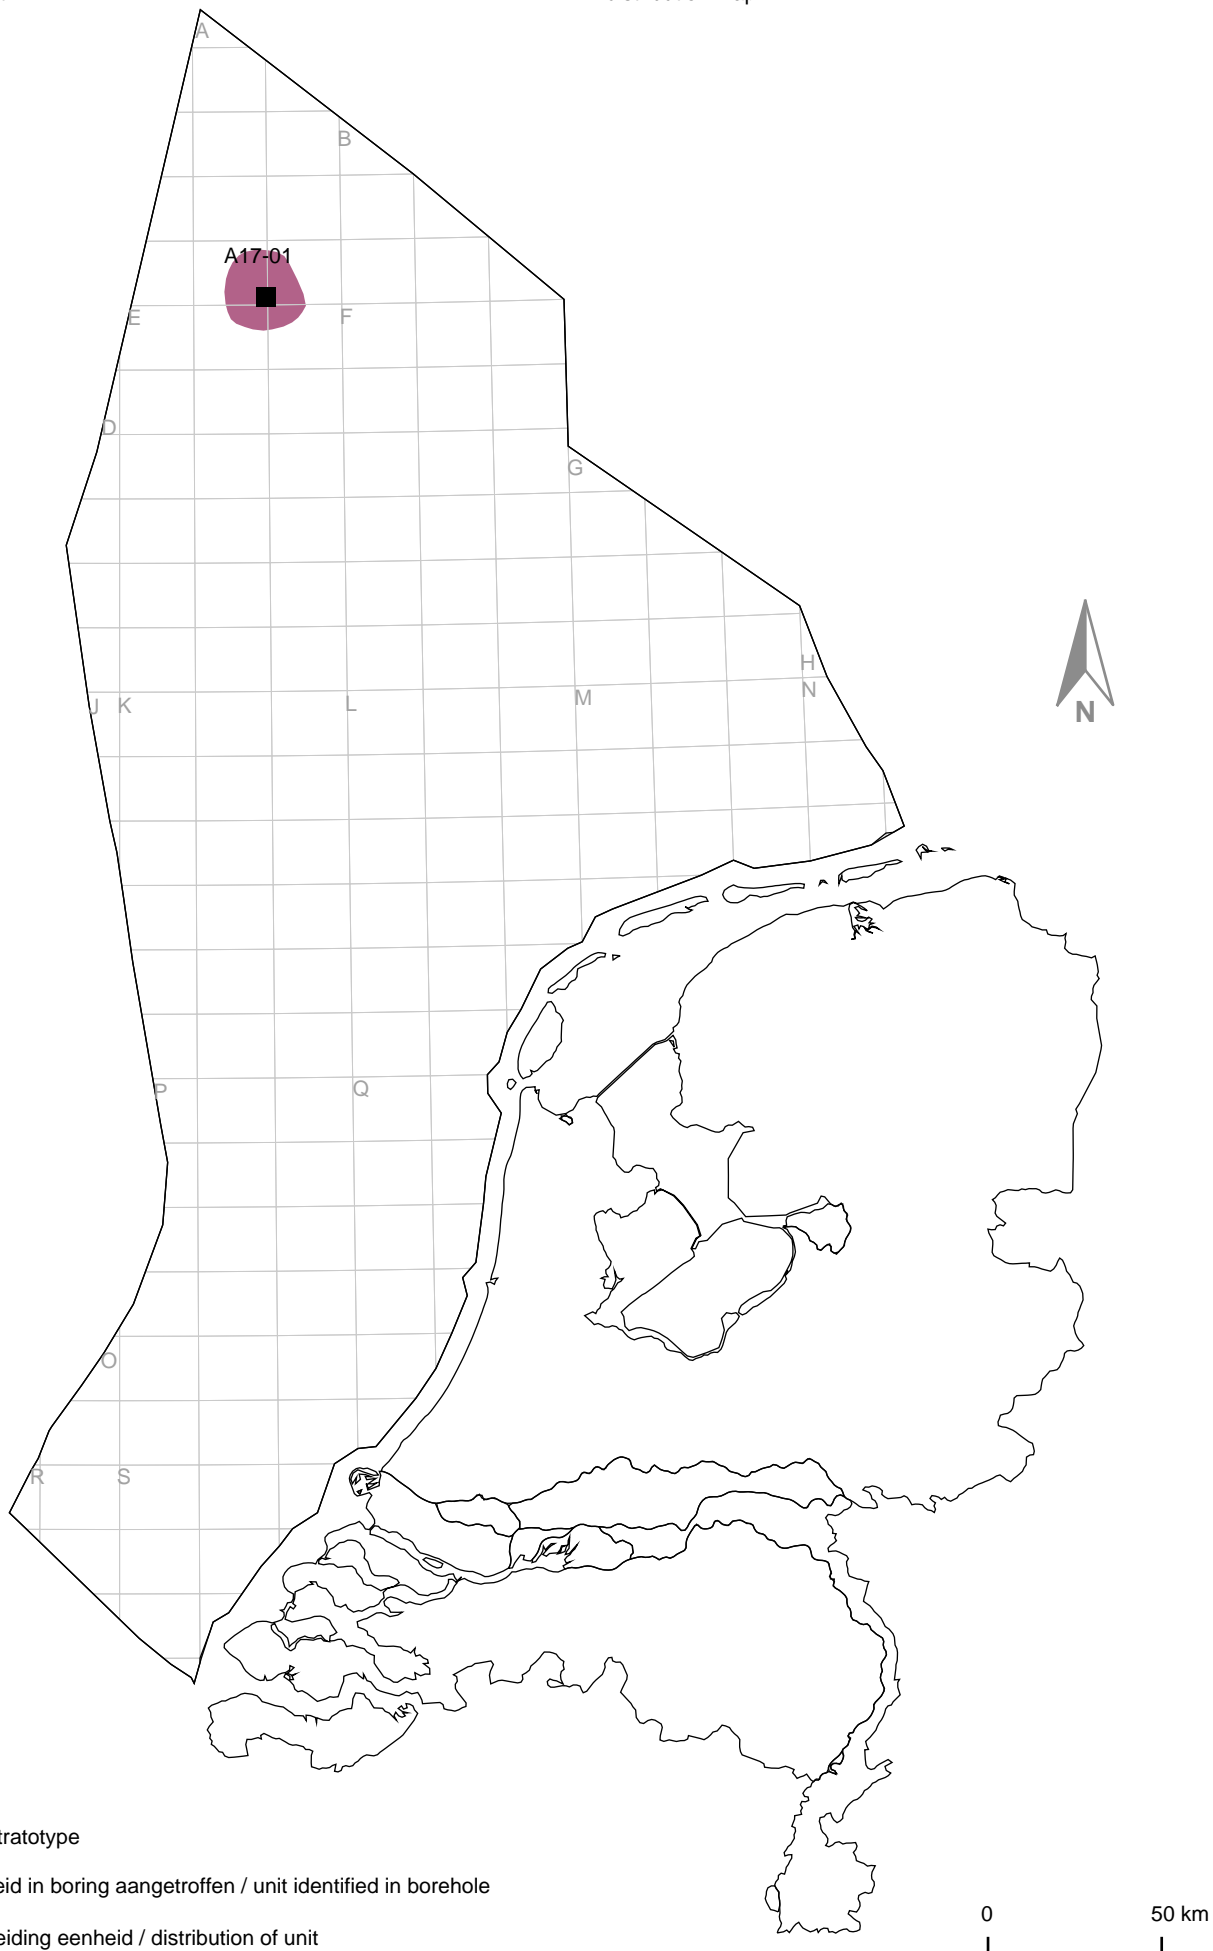 A
B
A17-01
E
F
D
G
H
N
J K
L
M
N
P
Q
O
R
S
tratotype
eid in boring aangetroffen / unit identified in borehole
eiding eenheid / distribution of unit
0 50 km